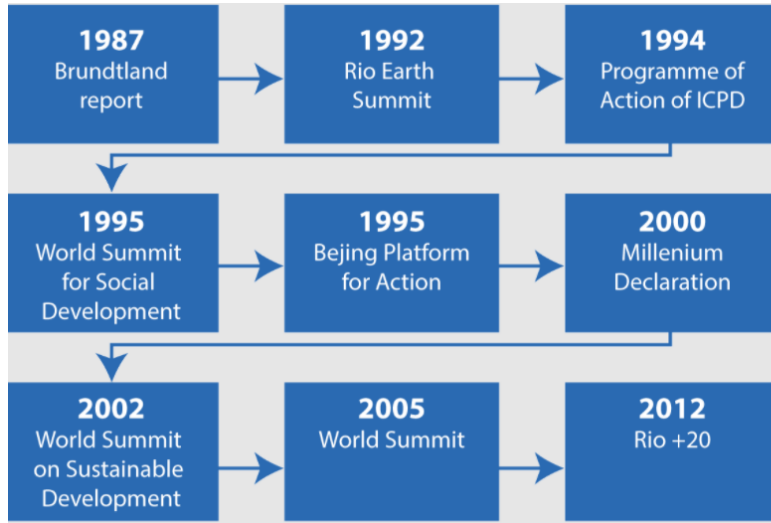 1987
Brundtland
report
1992
Rio Earth
Summit
1994
Programme of
Action of ICPD
1995
World Summit
for Social
Development
1995
Bejing Platform
for Action
2000
Millenium
Declaration
2002
World Summit
on Sustainable
Development
2005
World Summit
2012
Rio +20